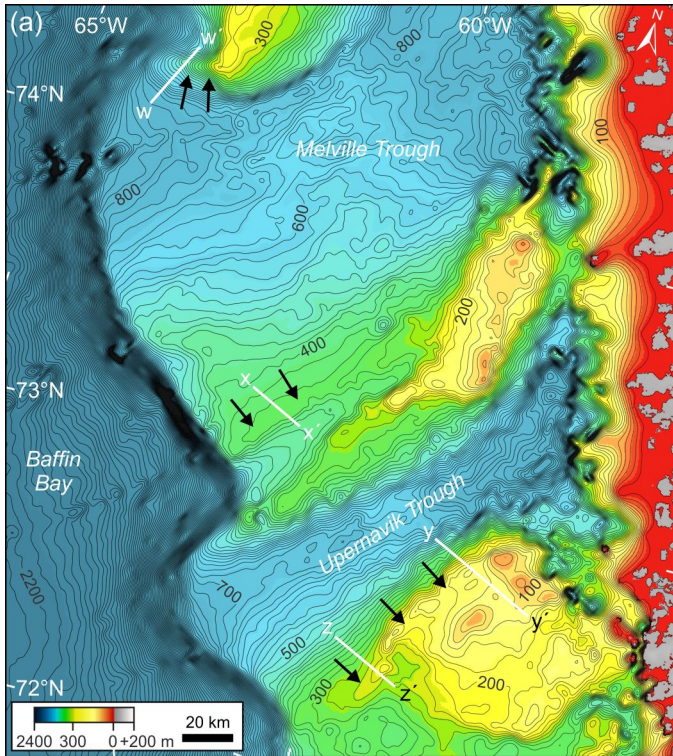 (a)
65°W
60°W
N
300
800
w´
w
74°N
100
Melville Trough
800
600
200
400
x
73°N
x´
Baffin
Bay
Upernavik Trough
y
2200
700
100
y´
z
500
300
z´
200
72°N
2400 300 0 +200 m
20 km